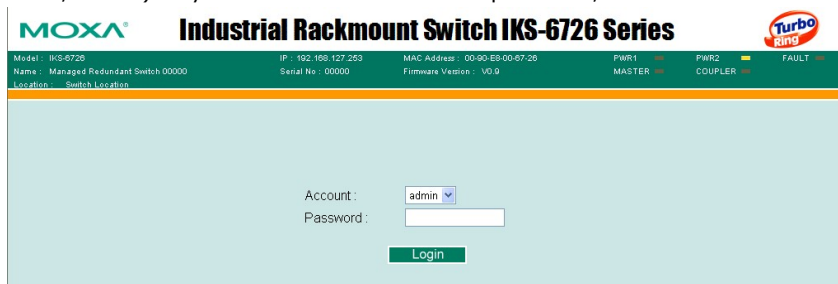 MOXA® Industrial Rackmount Switch IKS-6726 Series Turbo Ring
Model : IKS-6726 IP : 192.168.127.253 MAC Address : 00-90-E8-00-67-26 PWR1 PWR2 FAULT
Name : Managed Redundant Switch 00000 Serial No : 00000 Firmware Version : V0.9 MASTER COUPLER
Location : Switch Location
Account : admin
Password :
Login